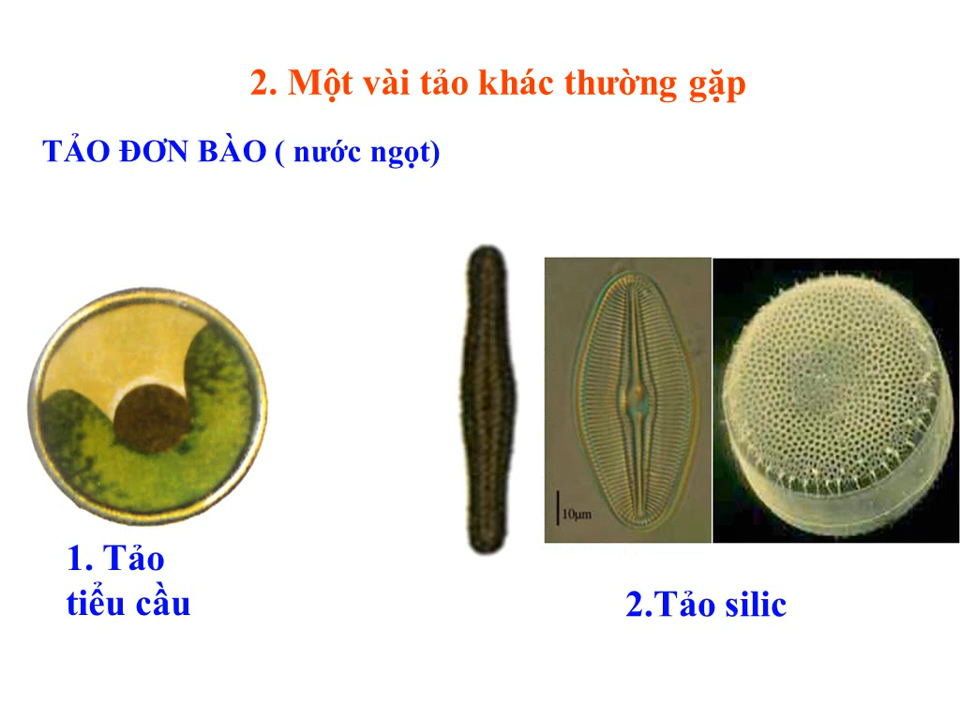 2. Một vài tảo khác thường gặp
TẢO ĐƠN BÀO ( nước ngọt)
10μm
1. Tảo
tiểu cầu
2.Tảo silic